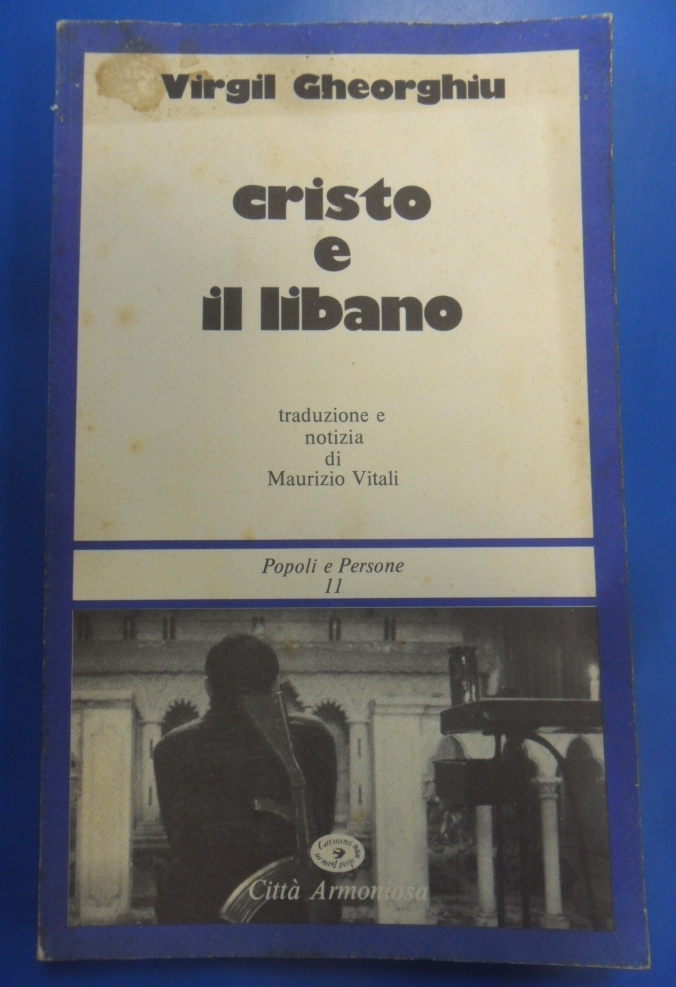 Virgil Gheorghiu
cristo
e
il libano
traduzione e
notizia
di
Maurizio Vitali
Popoli e Persone
11
Città Armoniosa